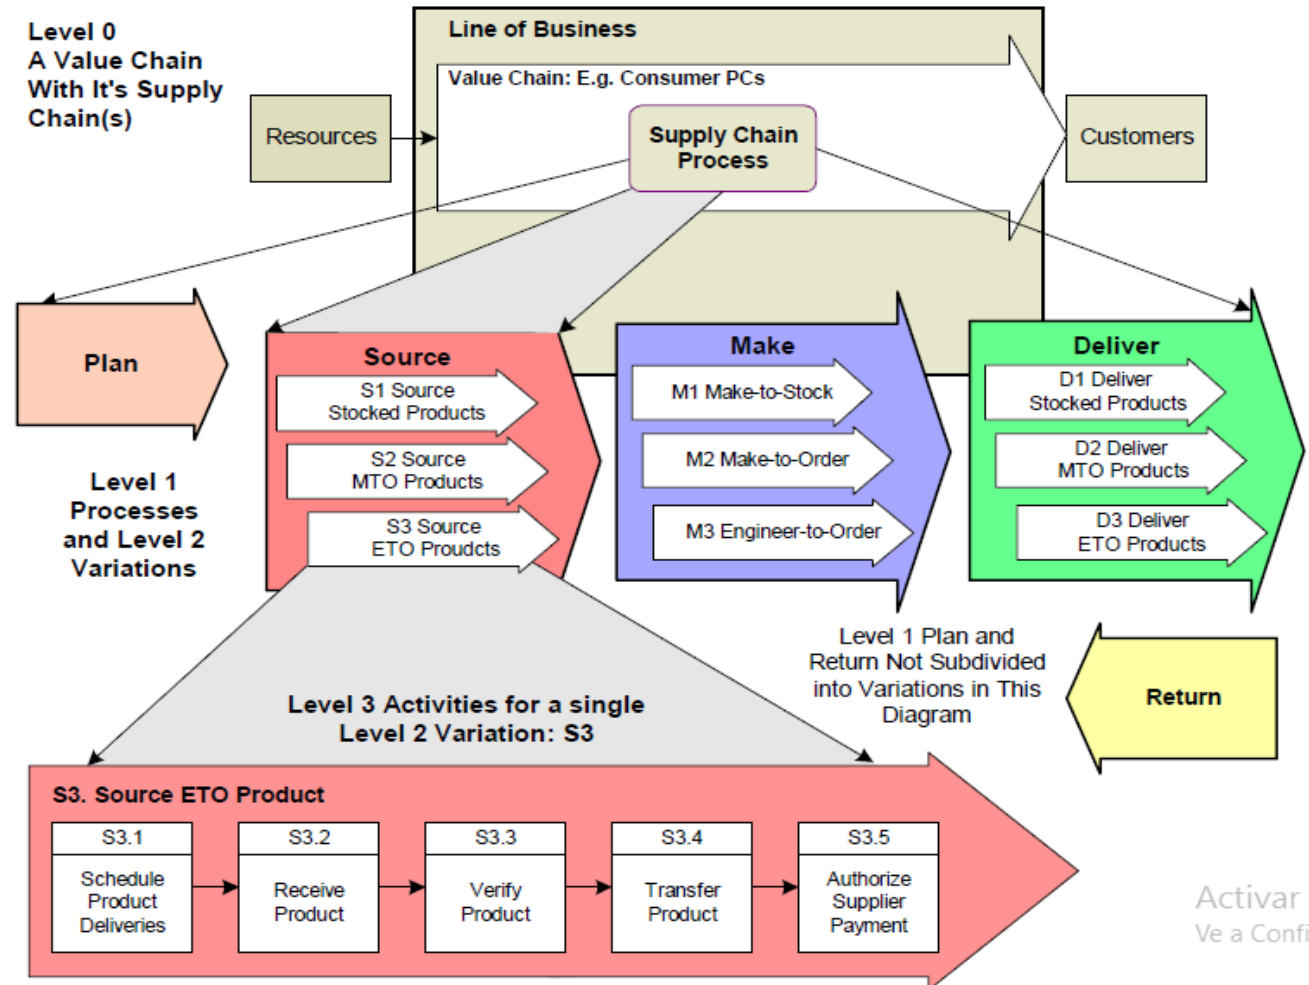 Level 0
A Value Chain
With It's Supply
Chain(s)
Line of Business
Value Chain: E.g. Consumer PCs
Resources
Supply Chain
Process
Customers
Plan
Source
S1 Source
Stocked Products
S2 Source
MTO Products
S3 Source
ETO Proudcts
Make
M1 Make-to-Stock
M2 Make-to-Order
M3 Engineer-to-Order
Deliver
D1 Deliver
Stocked Products
D2 Deliver
MTO Products
D3 Deliver
ETO Products
Level 1
Processes
and Level 2
Variations
Level 1 Plan and
Return Not Subdivided
into Variations in This
Diagram
Return
Level 3 Activities for a single
Level 2 Variation: S3
S3. Source ETO Product
S3.1
Schedule
Product
Deliveries
S3.2
Receive
Product
S3.3
Verify
Product
S3.4
Transfer
Product
S3.5
Authorize
Supplier
Payment
Activar
Ve a Confi